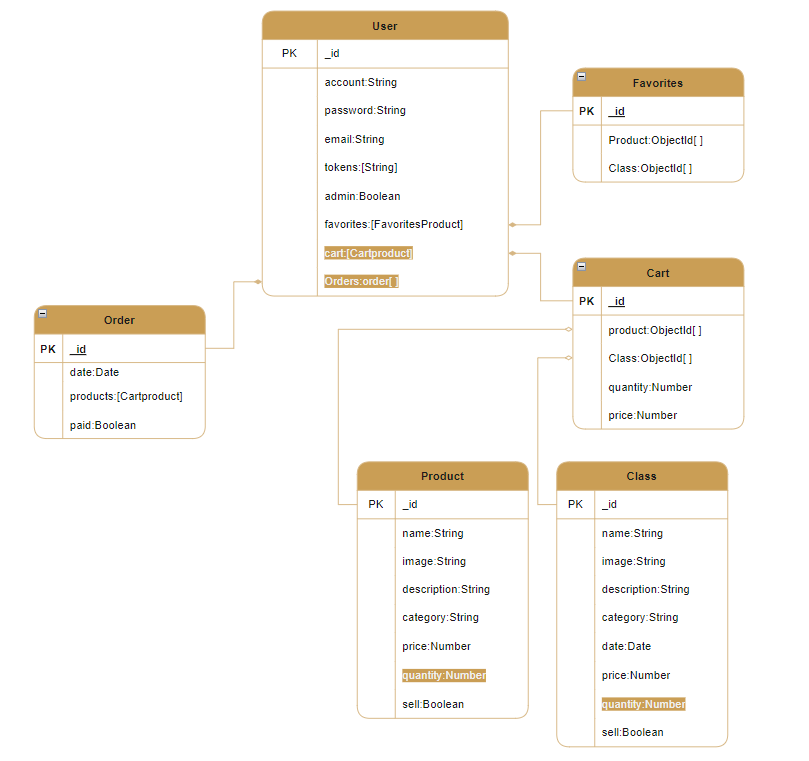 User
PK _id
account:String
password:String
email:String
tokens:[String]
admin:Boolean
favorites:[FavoritesProduct]
cart:[Cartproduct]
Orders:order[ ]
Favorites
PK _id
Product:ObjectId[ ]
Class:ObjectId[ ]
Cart
PK _id
product:ObjectId[ ]
Class:ObjectId[ ]
quantity:Number
price:Number
Order
PK _id
date:Date
products:[Cartproduct]
paid:Boolean
Product
PK _id
name:String
image:String
description:String
category:String
price:Number
quantity:Number
sell:Boolean
Class
PK _id
name:String
image:String
description:String
category:String
date:Date
price:Number
quantity:Number
sell:Boolean